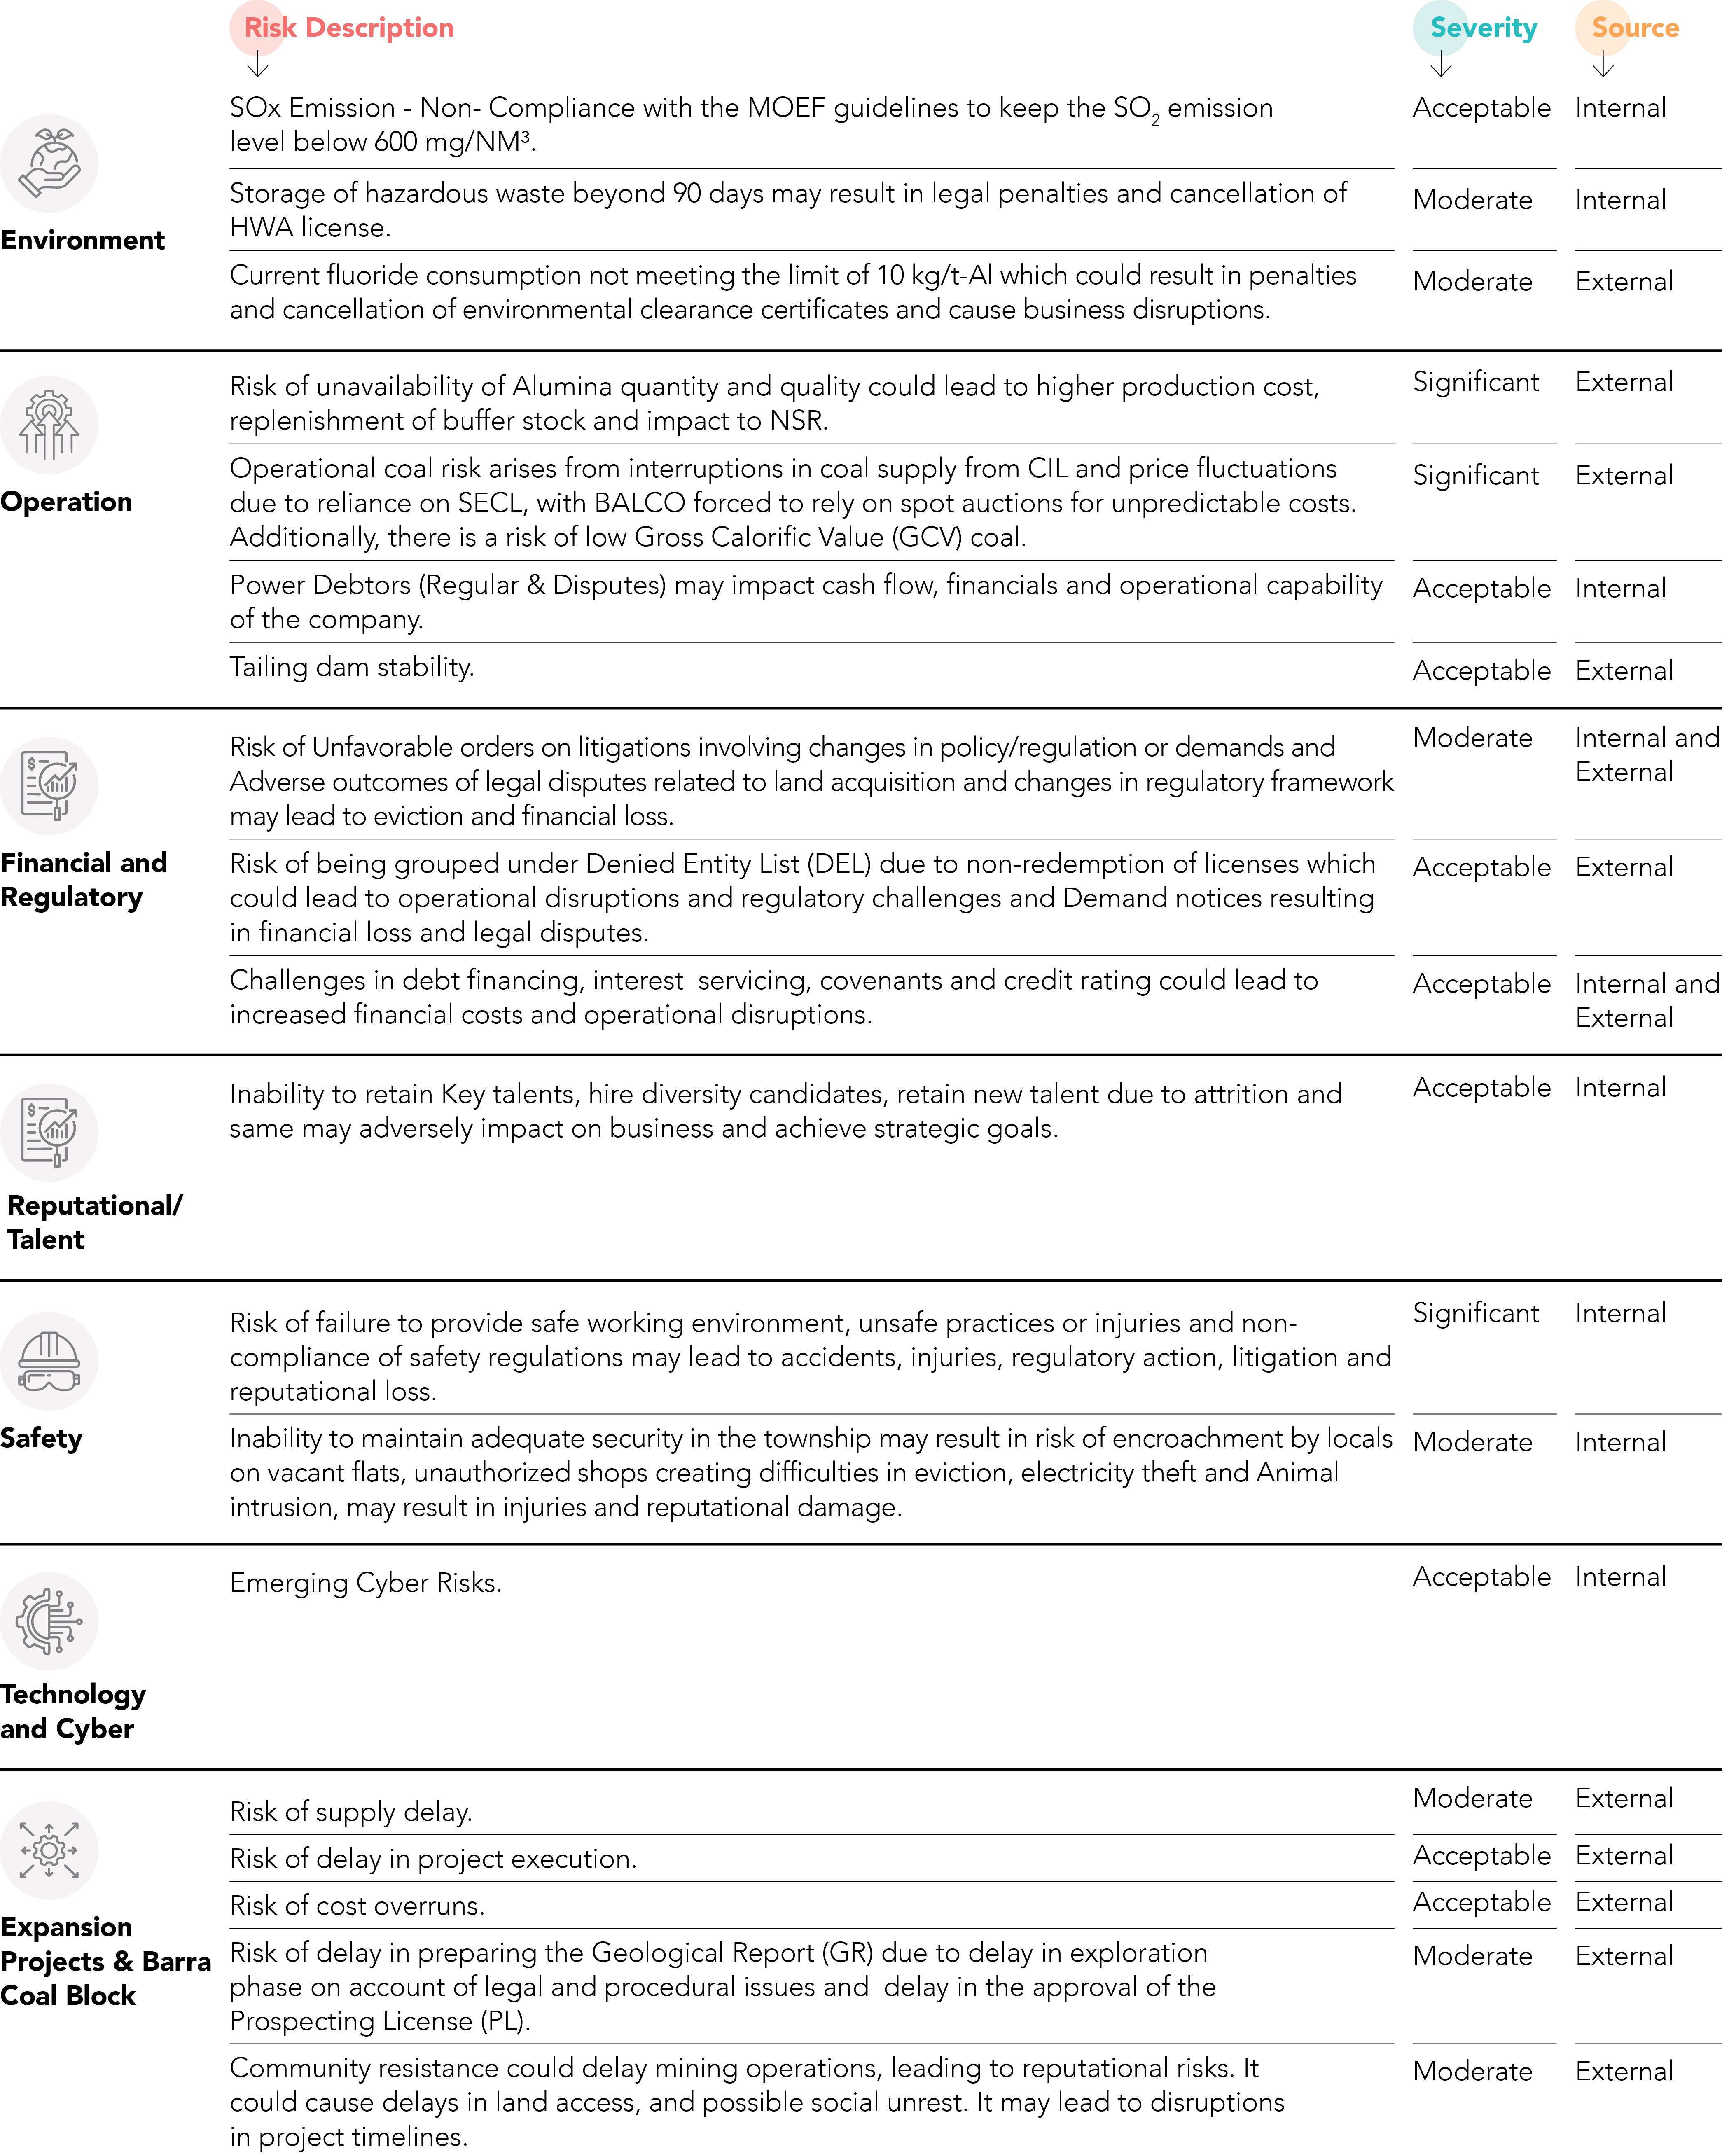 Risk Description
Severity
Source
Environment
SOx Emission - Non- Compliance with the MOEF guidelines to keep the SO₂ emission
level below 600 mg/NM³.
Acceptable
Internal
Storage of hazardous waste beyond 90 days may result in legal penalties and cancellation of
HWA license.
Moderate
Internal
Current fluoride consumption not meeting the limit of 10 kg/t-Al which could result in penalties
and cancellation of environmental clearance certificates and cause business disruptions.
Moderate
External
Operation
Risk of unavailability of Alumina quantity and quality could lead to higher production cost,
replenishment of buffer stock and impact to NSR.
Significant
External
Operational coal risk arises from interruptions in coal supply from CIL and price fluctuations
due to reliance on SECL, with BALCO forced to rely on spot auctions for unpredictable costs.
Additionally, there is a risk of low Gross Calorific Value (GCV) coal.
Significant
External
Power Debtors (Regular & Disputes) may impact cash flow, financials and operational capability
of the company.
Acceptable
Internal
Tailing dam stability.
Acceptable
External
Financial and
Regulatory
Risk of Unfavorable orders on litigations involving changes in policy/regulation or demands and
Adverse outcomes of legal disputes related to land acquisition and changes in regulatory framework
may lead to eviction and financial loss.
Moderate
Internal and
External
Risk of being grouped under Denied Entity List (DEL) due to non-redemption of licenses which
could lead to operational disruptions and regulatory challenges and Demand notices resulting
in financial loss and legal disputes.
Acceptable
External
Challenges in debt financing, interest  servicing, covenants and credit rating could lead to
increased financial costs and operational disruptions.
Acceptable
Internal and
External
Reputational/
Talent
Inability to retain Key talents, hire diversity candidates, retain new talent due to attrition and
same may adversely impact on business and achieve strategic goals.
Acceptable
Internal
Safety
Risk of failure to provide safe working environment, unsafe practices or injuries and non-
compliance of safety regulations may lead to accidents, injuries, regulatory action, litigation and
reputational loss.
Significant
Internal
Inability to maintain adequate security in the township may result in risk of encroachment by locals
on vacant flats, unauthorized shops creating difficulties in eviction, electricity theft and Animal
intrusion, may result in injuries and reputational damage.
Moderate
Internal
Technology
and Cyber
Emerging Cyber Risks.
Acceptable
Internal
Expansion
Projects & Barra
Coal Block
Risk of supply delay.
Moderate
External
Risk of delay in project execution.
Acceptable
External
Risk of cost overruns.
Acceptable
External
Risk of delay in preparing the Geological Report (GR) due to delay in exploration
phase on account of legal and procedural issues and  delay in the approval of the
Prospecting License (PL).
Moderate
External
Community resistance could delay mining operations, leading to reputational risks. It
could cause delays in land access, and possible social unrest. It may lead to disruptions
in project timelines.
Moderate
External